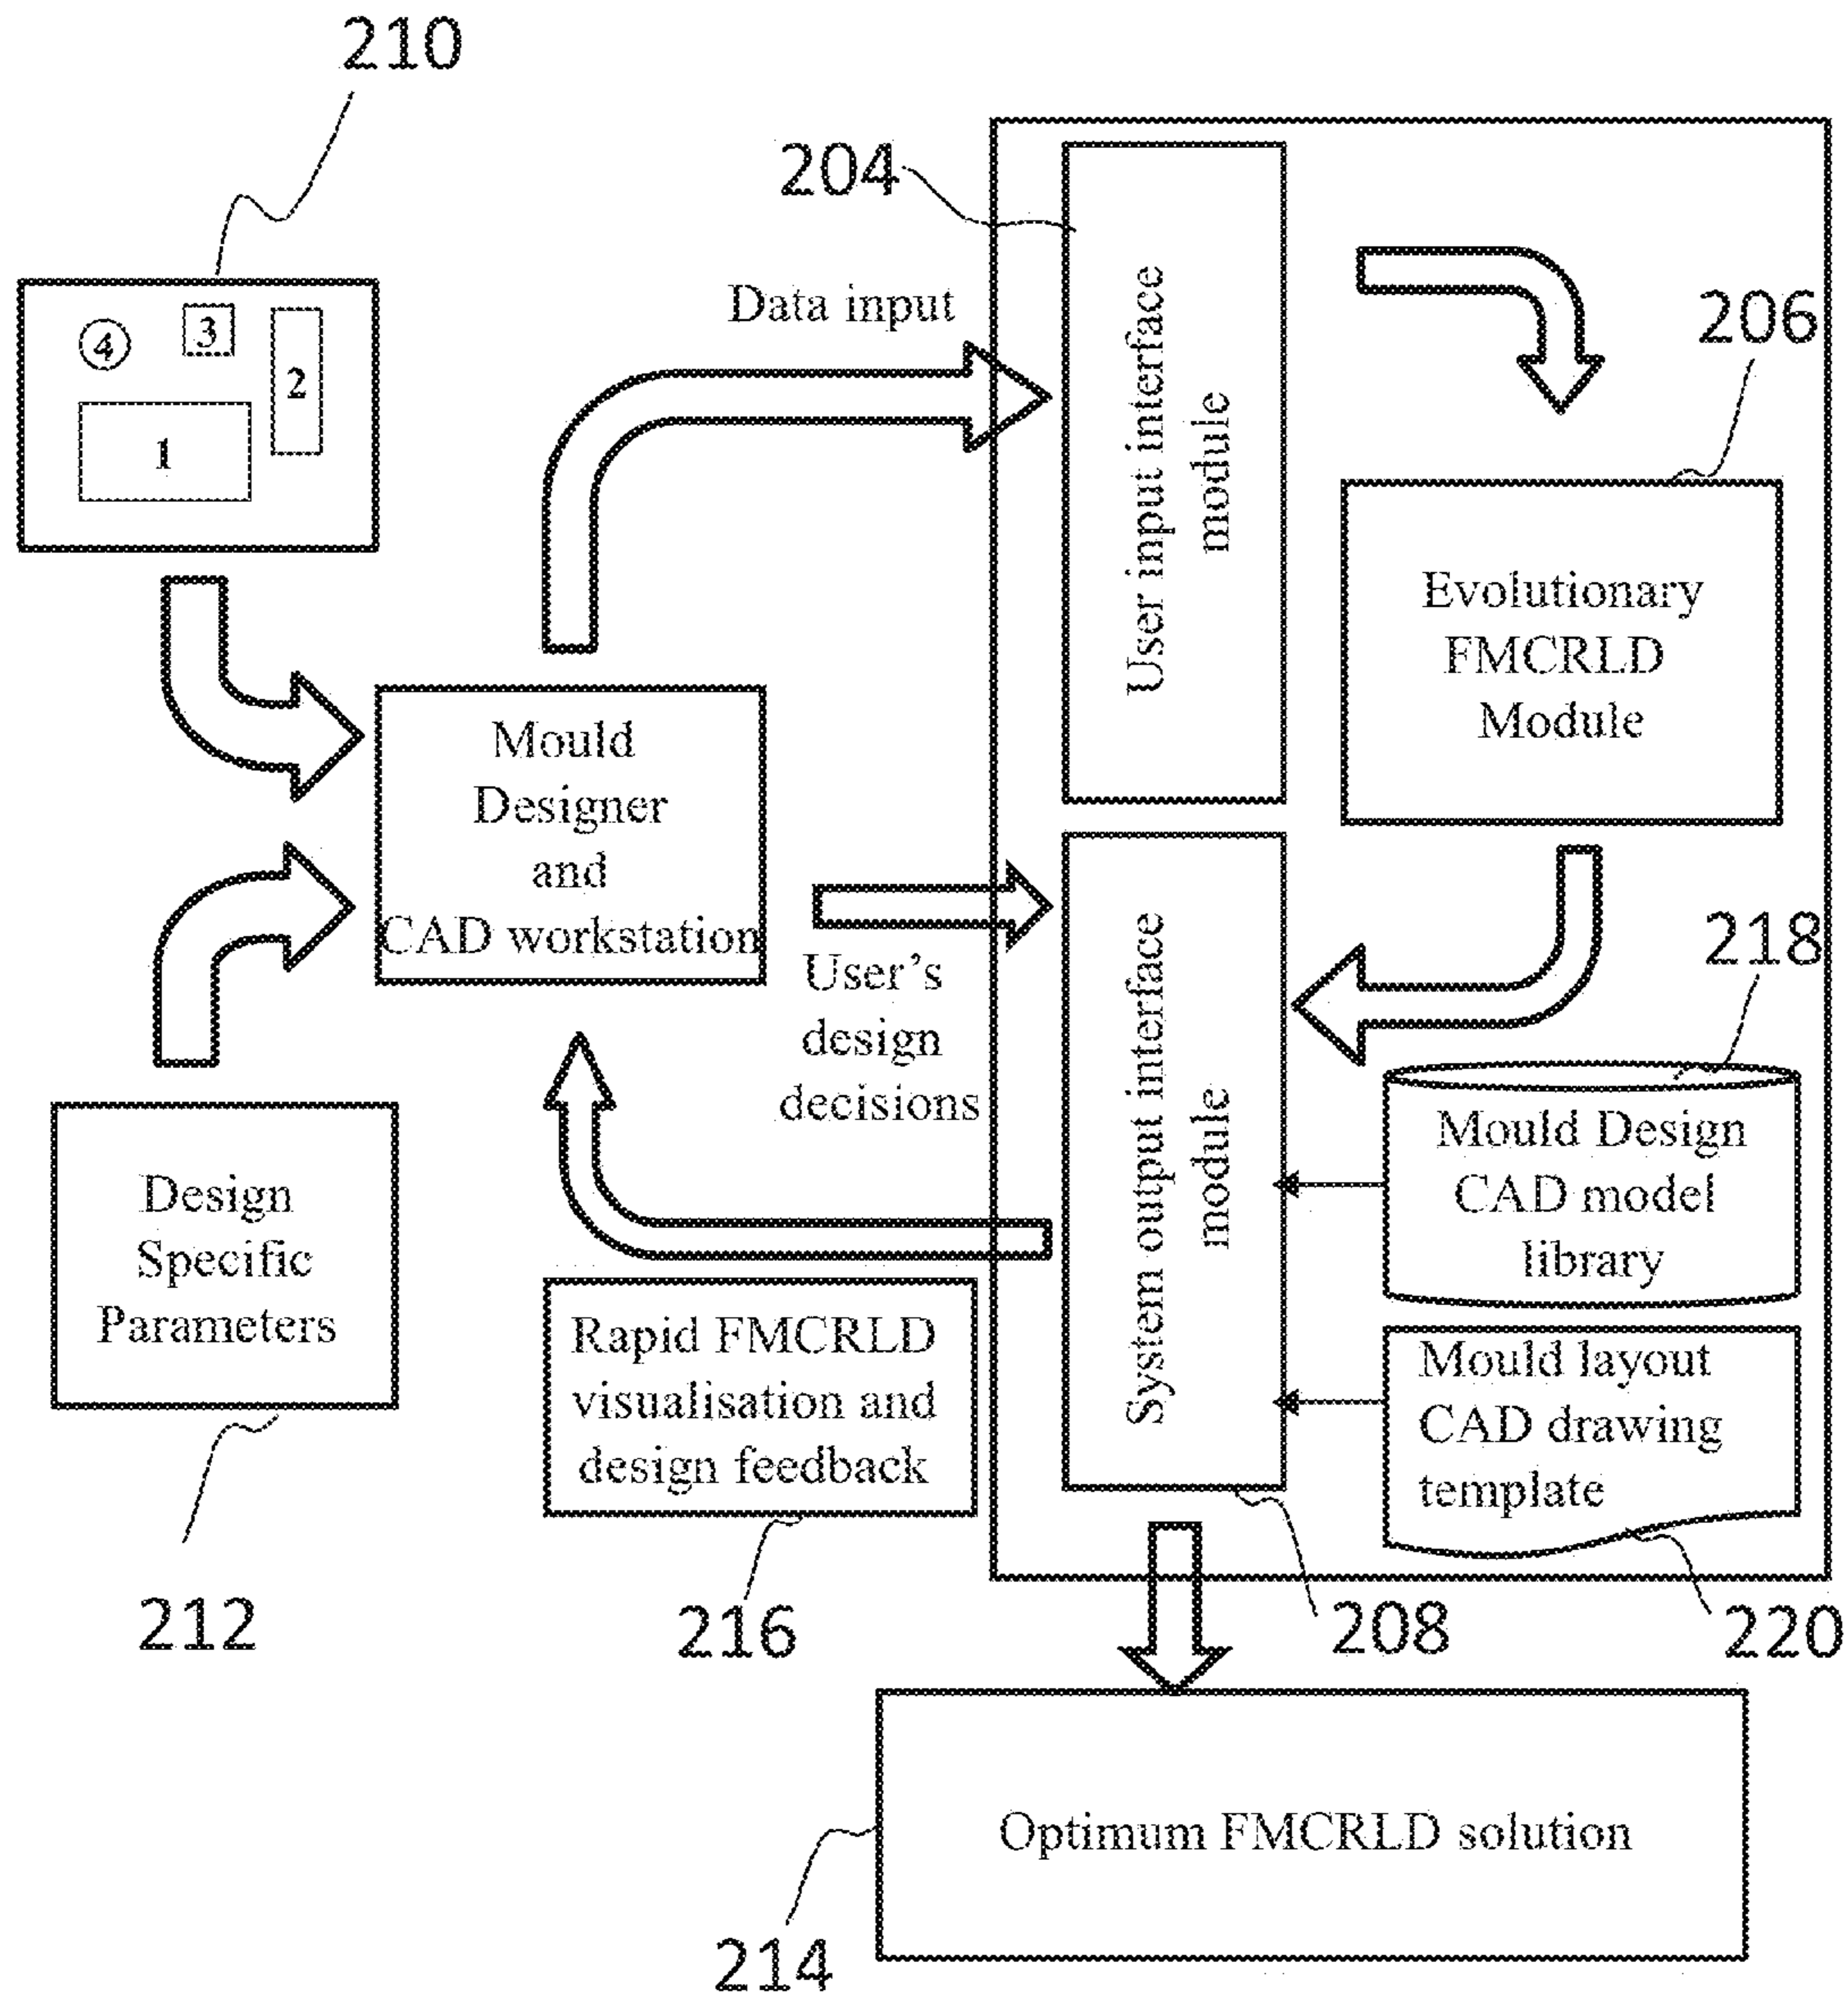 210
204
Data input
206
4
3
2
1
User input interface
module
Evolutionary
FMCRLD
Module
Mould
Designer
and
CAD workstation
218
User's
design
decisions
System output interface
module
Mould Design
CAD model
library
Design
Specific
Parameters
Rapid FMCRLD
visualisation and
design feedback
Mould layout
CAD drawing
template
212
216
208
220
Optimum FMCRLD solution
214